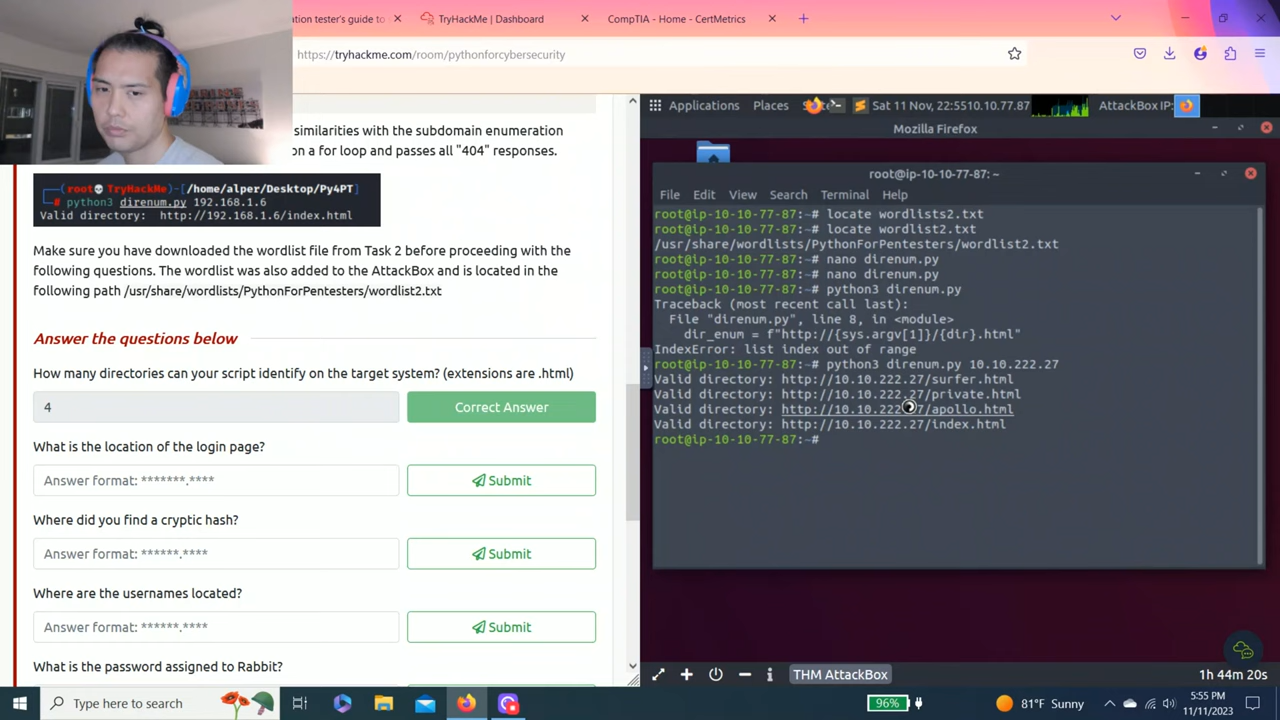 ation tester's guide to
TryHackMe | Dashboard
CompTIA - Home - CertMetrics
https://tryhackme.com/room/pythonforcybersecurity
similarities with the subdomain enumeration
on a for loop and passes all "404" responses.
(root TryHackMe)-[/home/alper/Desktop/Py4PT]
# python3 direnum.py 192.168.1.6
Valid directory: http://192.168.1.6/index.html
Make sure you have downloaded the wordlist file from Task 2 before proceeding with the
following questions. The wordlist was also added to the AttackBox and is located in the
following path /usr/share/wordlists/PythonForPentesters/wordlist2.txt
Answer the questions below
How many directories can your script identify on the target system? (extensions are .html)
4
Correct Answer
What is the location of the login page?
Answer format: *******.****
Submit
Where did you find a cryptic hash?
Answer format: ******.****
Submit
Where are the usernames located?
Answer format: ******.****
Submit
What is the password assigned to Rabbit?
Applications Places Sat 11 Nov, 22:55 10.10.77.87 AttackBox IP:
Mozilla Firefox
root@ip-10-10-77-87: ~
File Edit View Search Terminal Help
root@ip-10-10-77-87:~# locate wordlists2.txt
root@ip-10-10-77-87:~# locate wordlist2.txt
/usr/share/wordlists/PythonForPentesters/wordlist2.txt
root@ip-10-10-77-87:~# nano direnum.py
root@ip-10-10-77-87:~# nano direnum.py
root@ip-10-10-77-87:~# python3 direnum.py
Traceback (most recent call last):
File "direnum.py", line 8, in <module>
dir_enum = f"http://{sys.argv[1]}/{dir}.html"
IndexError: list index out of range
root@ip-10-10-77-87:~# python3 direnum.py 10.10.222.27
Valid directory: http://10.10.222.27/surfer.html
Valid directory: http://10.10.222.27/private.html
Valid directory: http://10.10.222.27/apollo.html
Valid directory: http://10.10.222.27/index.html
root@ip-10-10-77-87:~#
THM AttackBox
1h 44m 20s
Type here to search
96%
81°F Sunny
5:55 PM
11/11/2023